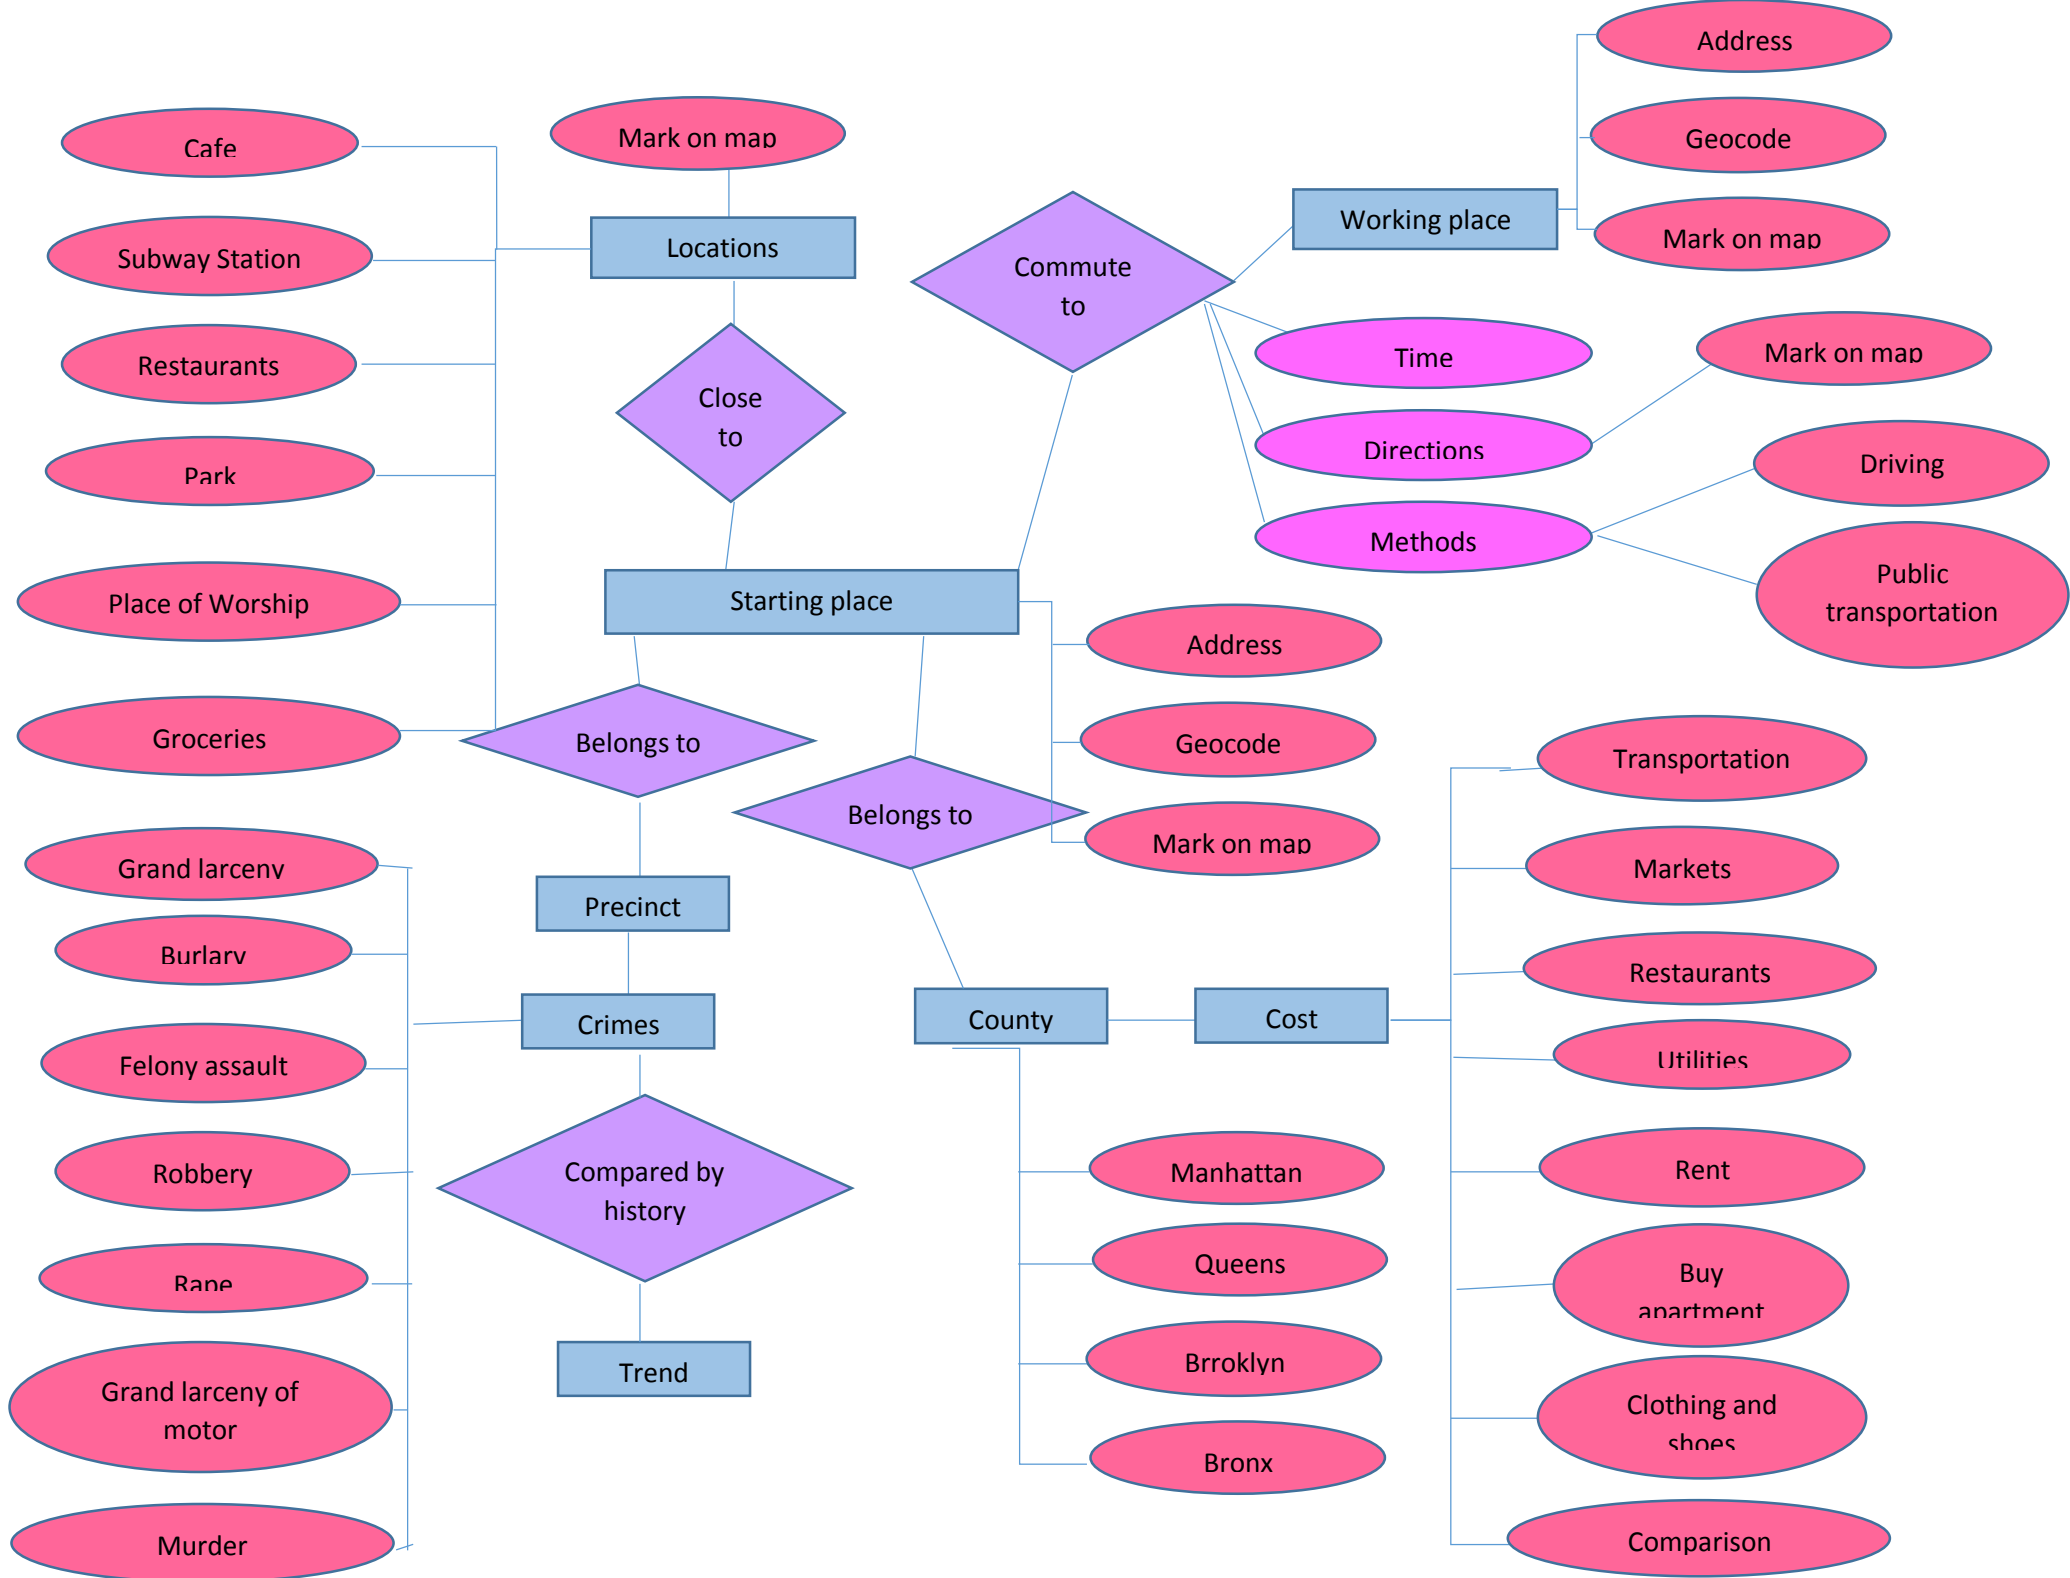 Address
Geocode
Mark on map
Working place
Mark on map
Locations
Cafe
Subway Station
Restaurants
Park
Place of Worship
Groceries
Close
to
Commute
to
Time
Directions
Methods
Mark on map
Driving
Public
transportation
Starting place
Address
Geocode
Mark on map
Belongs to
Belongs to
Precinct
Crimes
Grand larceny
Burlary
Felony assault
Robbery
Rape
Grand larceny of
motor
Murder
Compared by
history
Trend
County
Manhattan
Queens
Brroklyn
Bronx
Cost
Transportation
Markets
Restaurants
Utilities
Rent
Buy
apartment
Clothing and
shoes
Comparison